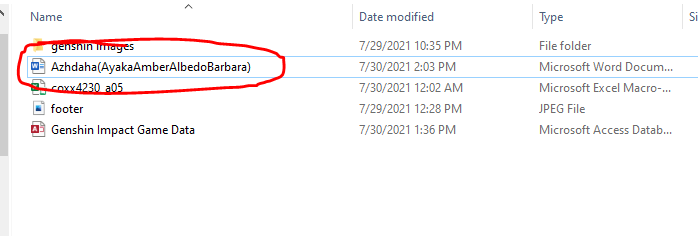 Name Date modified Type Si
genshin images 7/29/2021 10:35 PM File folder
Azhdaha(AyakaAmberAlbedoBarbara) 7/30/2021 2:03 PM Microsoft Word Docum...
coxx4230_a05 7/30/2021 12:02 AM Microsoft Excel Macro-...
footer 7/29/2021 12:28 PM JPEG File
Genshin Impact Game Data 7/30/2021 1:36 PM Microsoft Access Datab...